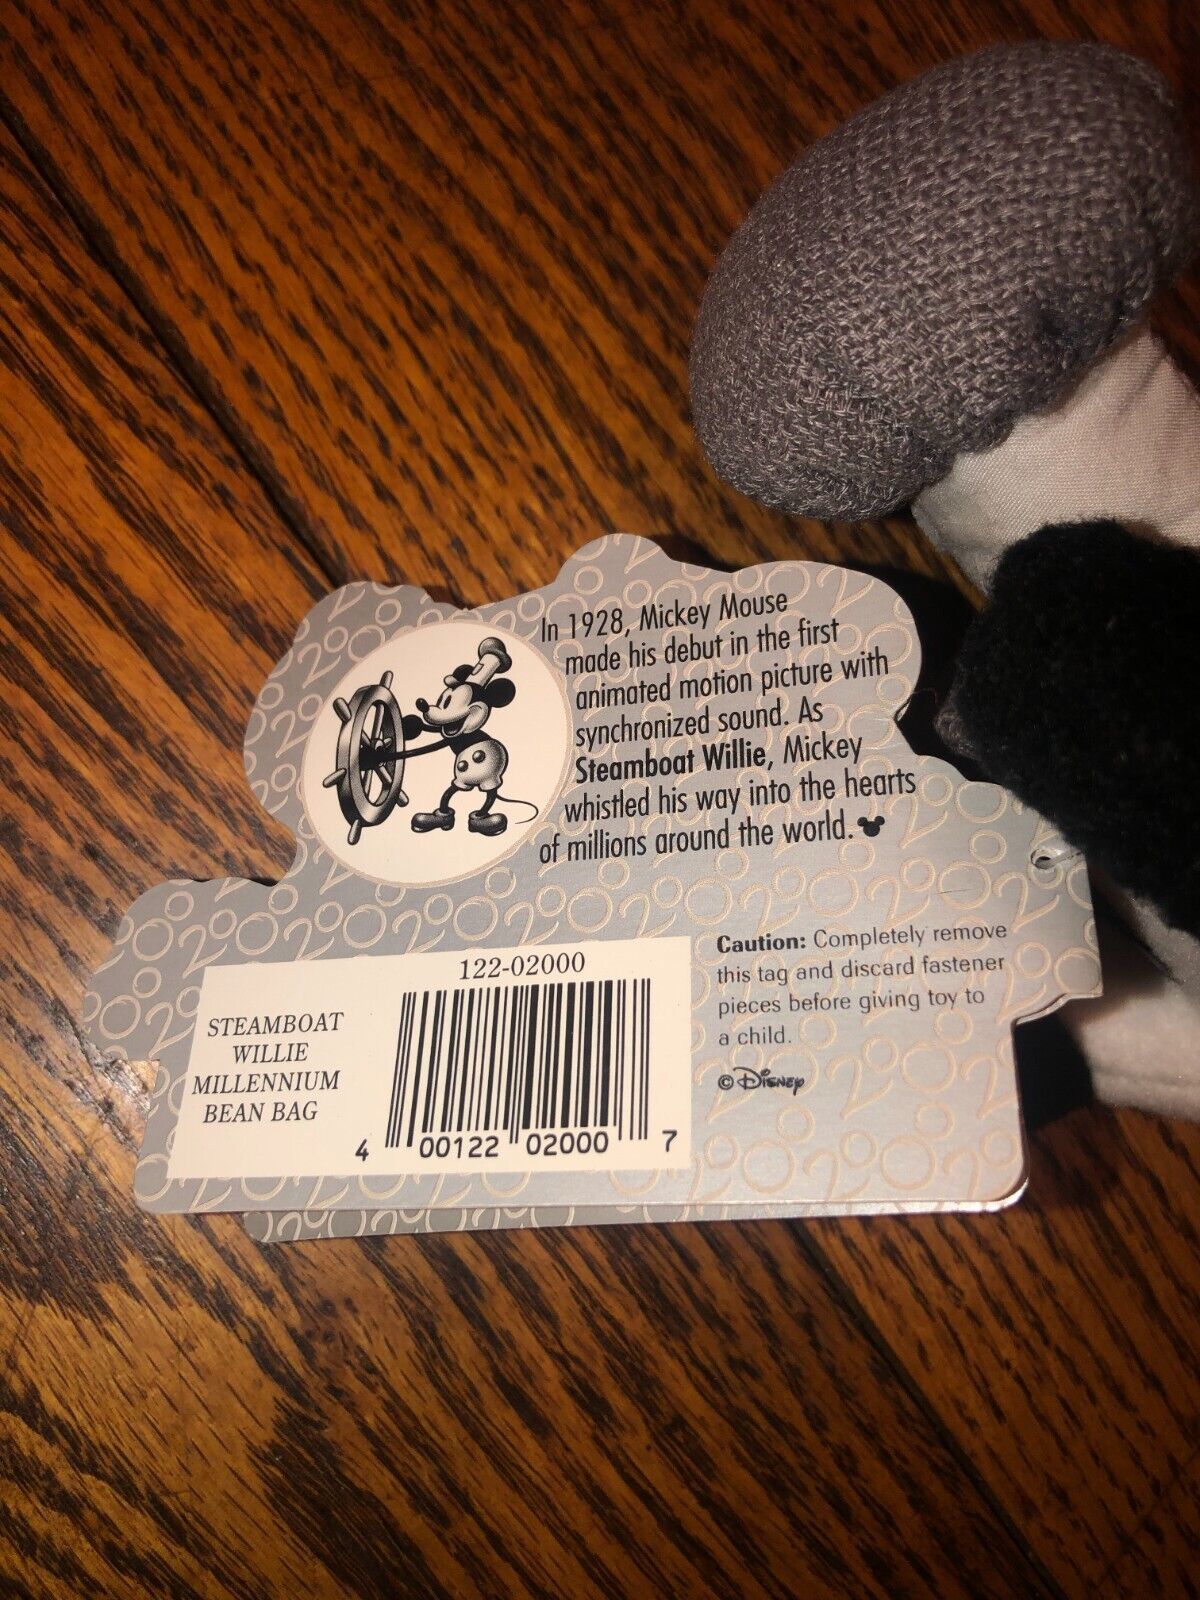 In 1928, Mickey Mouse
made his debut in the first
animated motion picture with
synchronized sound. As
Steamboat Willie, Mickey
whistled his way into the hearts
of millions around the world.
122-02000
STEAMBOAT
WILLIE
MILLENNIUM
BEAN BAG
4 00122 02000 7
Caution: Completely remove
this tag and discard fastener
pieces before giving toy to
a child.
© Disney